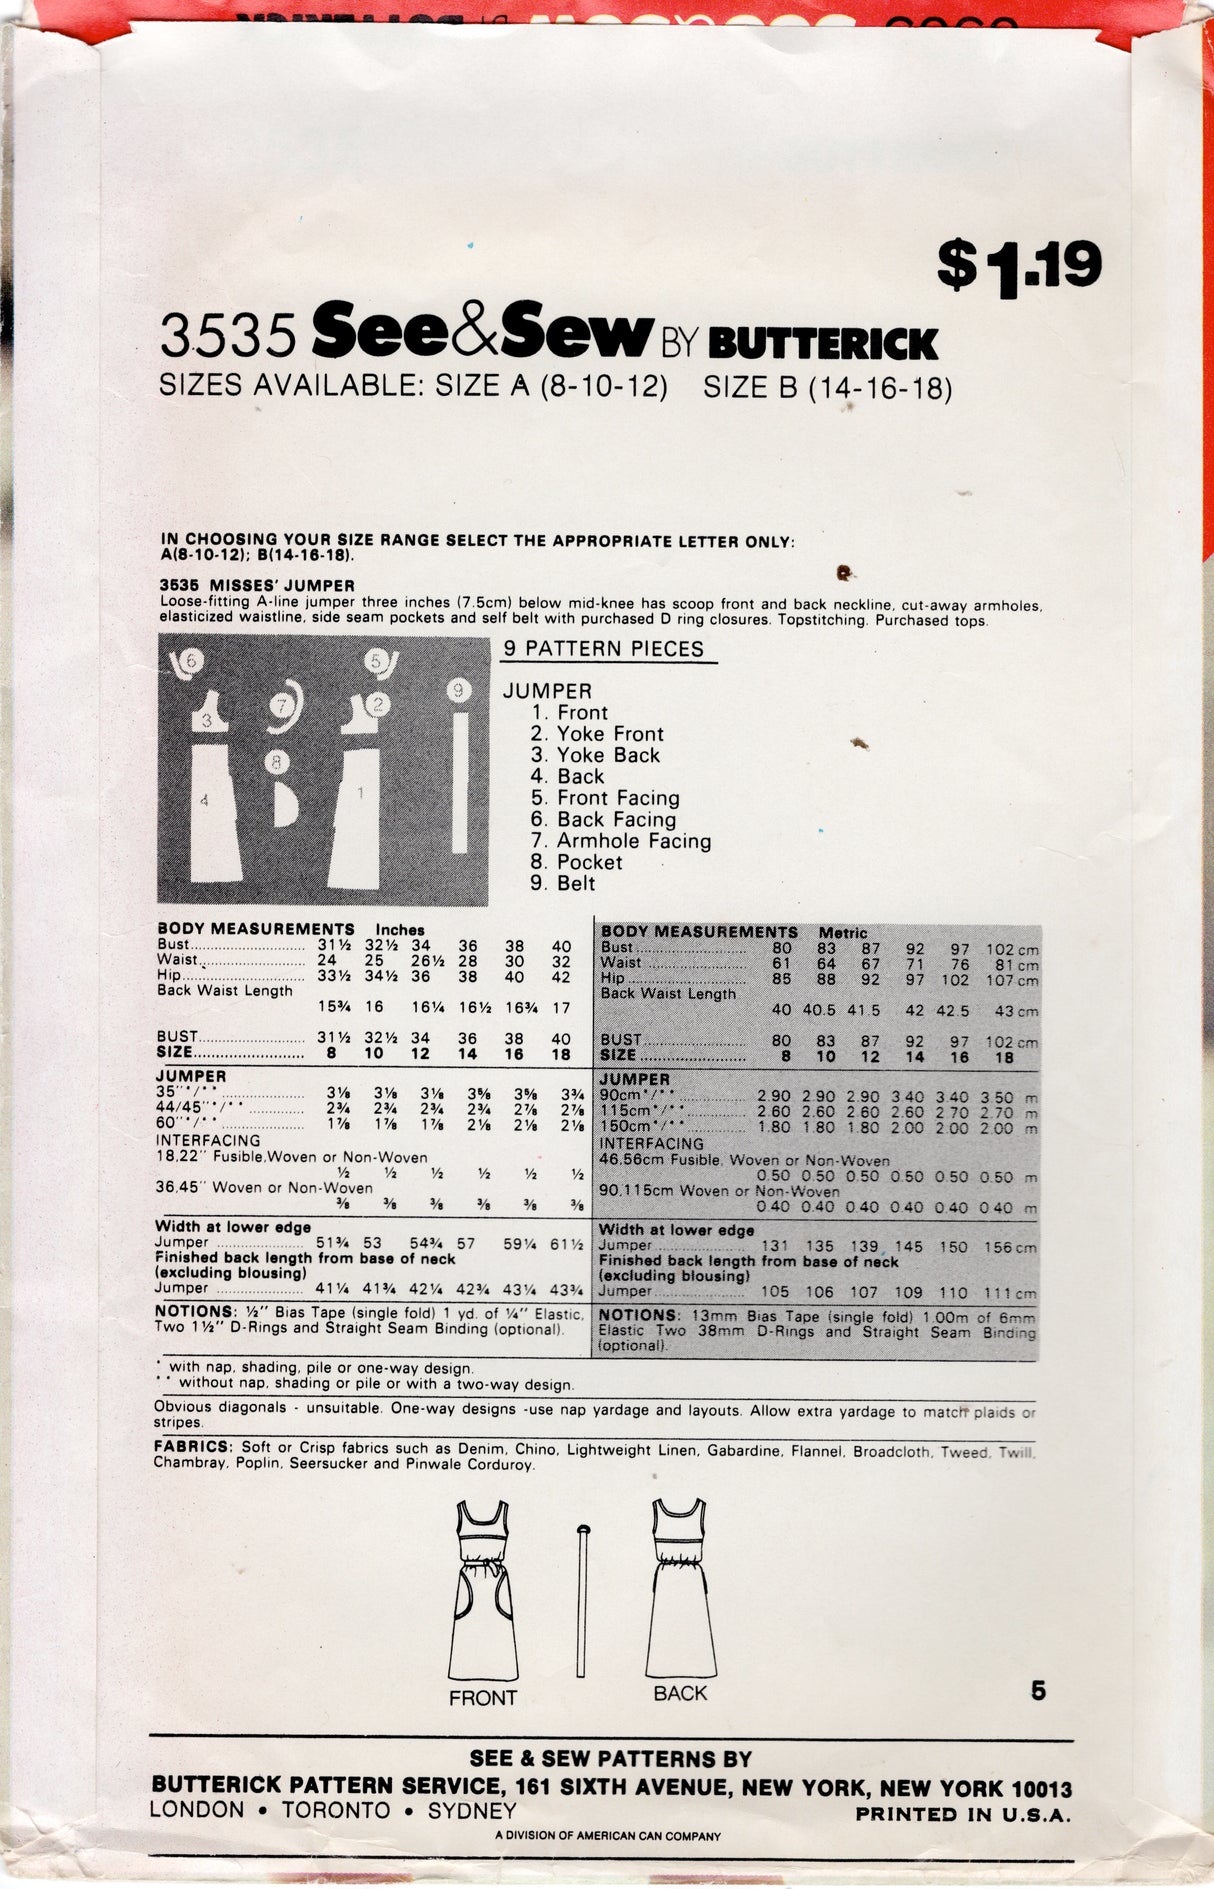 $1.19
3535 See&Sew BY BUTTERICK
SIZES AVAILABLE: SIZE A (8-10-12) SIZE B (14-16-18)
IN CHOOSING YOUR SIZE RANGE SELECT THE APPROPRIATE LETTER ONLY:
A(8-10-12); B(14-16-18).
3535 MISSES' JUMPER
Loose-fitting A-line jumper three inches (7.5cm) below mid-knee has scoop front and back neckline, cut-away armholes,
elasticized waistline, side seam pockets and self belt with purchased D ring closures. Topstitching. Purchased tops.
6 5
3 7 2 9
8
4 1
9 PATTERN PIECES
JUMPER
1. Front
2. Yoke Front
3. Yoke Back
4. Back
5. Front Facing
6. Back Facing
7. Armhole Facing
8. Pocket
9. Belt
BODY MEASUREMENTS Inches
Bust 31½ 32½ 34 36 38 40
Waist 24 25 26½ 28 30 32
Hip 33½ 34½ 36 38 40 42
Back Waist Length
15¾ 16 16¼ 16½ 16¾ 17
BUST 31½ 32½ 34 36 38 40
SIZE 8 10 12 14 16 18
JUMPER
35"*/** 3⅛ 3⅛ 3⅛ 3⅝ 3⅝ 3¾
44/45"*/** 2¾ 2¾ 2¾ 2¾ 2⅞ 2⅞
60"*/** 1⅞ 1⅞ 1⅞ 2⅛ 2⅛ 2⅛
INTERFACING
18,22" Fusible,Woven or Non-Woven
½ ½ ½ ½ ½ ½
36,45" Woven or Non-Woven
⅜ ⅜ ⅜ ⅜ ⅜ ⅜
Width at lower edge
Jumper 51¾ 53 54¾ 57 59¼ 61½
Finished back length from base of neck
(excluding blousing)
Jumper 41¼ 41¾ 42¼ 42¾ 43¼ 43¾
NOTIONS: ½" Bias Tape (single fold) 1 yd. of ¼" Elastic,
Two 1½" D-Rings and Straight Seam Binding (optional).
BODY MEASUREMENTS Metric
Bust 80 83 87 92 97 102 cm
Waist 61 64 67 71 76 81 cm
Hip 85 88 92 97 102 107 cm
Back Waist Length
40 40.5 41.5 42 42.5 43 cm
BUST 80 83 87 92 97 102 cm
SIZE 8 10 12 14 16 18
JUMPER
90cm*/** 2.90 2.90 2.90 3.40 3.40 3.50 m
115cm*/** 2.60 2.60 2.60 2.60 2.70 2.70 m
150cm*/** 1.80 1.80 1.80 2.00 2.00 2.00 m
INTERFACING
46,56cm Fusible, Woven or Non-Woven
0.50 0.50 0.50 0.50 0.50 0.50 m
90,115cm Woven or Non-Woven
0.40 0.40 0.40 0.40 0.40 0.40 m
Width at lower edge
Jumper 131 135 139 145 150 156 cm
Finished back length from base of neck
(excluding blousing)
Jumper 105 106 107 109 110 111 cm
NOTIONS: 13mm Bias Tape (single fold) 1.00m of 6mm
Elastic Two 38mm D-Rings and Straight Seam Binding
(optional).
* with nap, shading, pile or one-way design.
** without nap, shading or pile or with a two-way design.
Obvious diagonals - unsuitable. One-way designs -use nap yardage and layouts. Allow extra yardage to match plaids or
stripes.
FABRICS: Soft or Crisp fabrics such as Denim, Chino, Lightweight Linen, Gabardine, Flannel, Broadcloth, Tweed, Twill,
Chambray, Poplin, Seersucker and Pinwale Corduroy.
FRONT BACK
5
SEE & SEW PATTERNS BY
BUTTERICK PATTERN SERVICE, 161 SIXTH AVENUE, NEW YORK, NEW YORK 10013
LONDON • TORONTO • SYDNEY PRINTED IN U.S.A.
A DIVISION OF AMERICAN CAN COMPANY